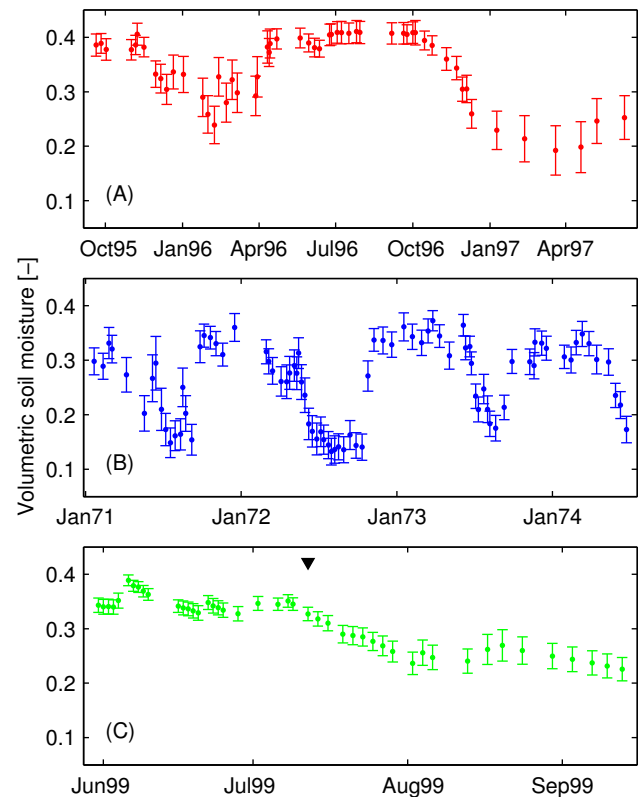 0.4
0.3
0.2
0.1
(A)
Oct95 Jan96 Apr96 Jul96 Oct96 Jan97 Apr97
Volumetric soil moisture [−]
0.4
0.3
0.2
0.1
(B)
Jan71 Jan72 Jan73 Jan74
0.4
0.3
0.2
0.1
(C)
Jun99 Jul99 Aug99 Sep99